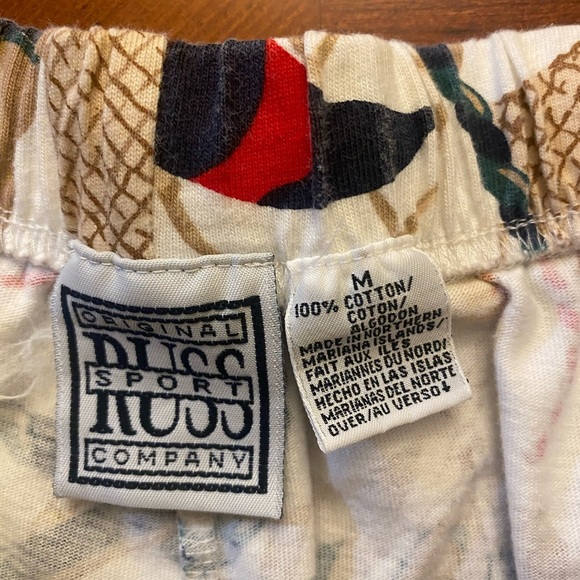 ORIGINAL
RUSS
SPORT
COMPANY
M
100% COTTON/
COTON/
ALGODON
MADE IN NORTHERN
MARIANA ISLANDS/
FAIT AUX ILES
MARIANNES DU NORD/
HECHO EN LAS ISLAS
MARIANAS DEL NORTE
OVER/AU VERSO↓